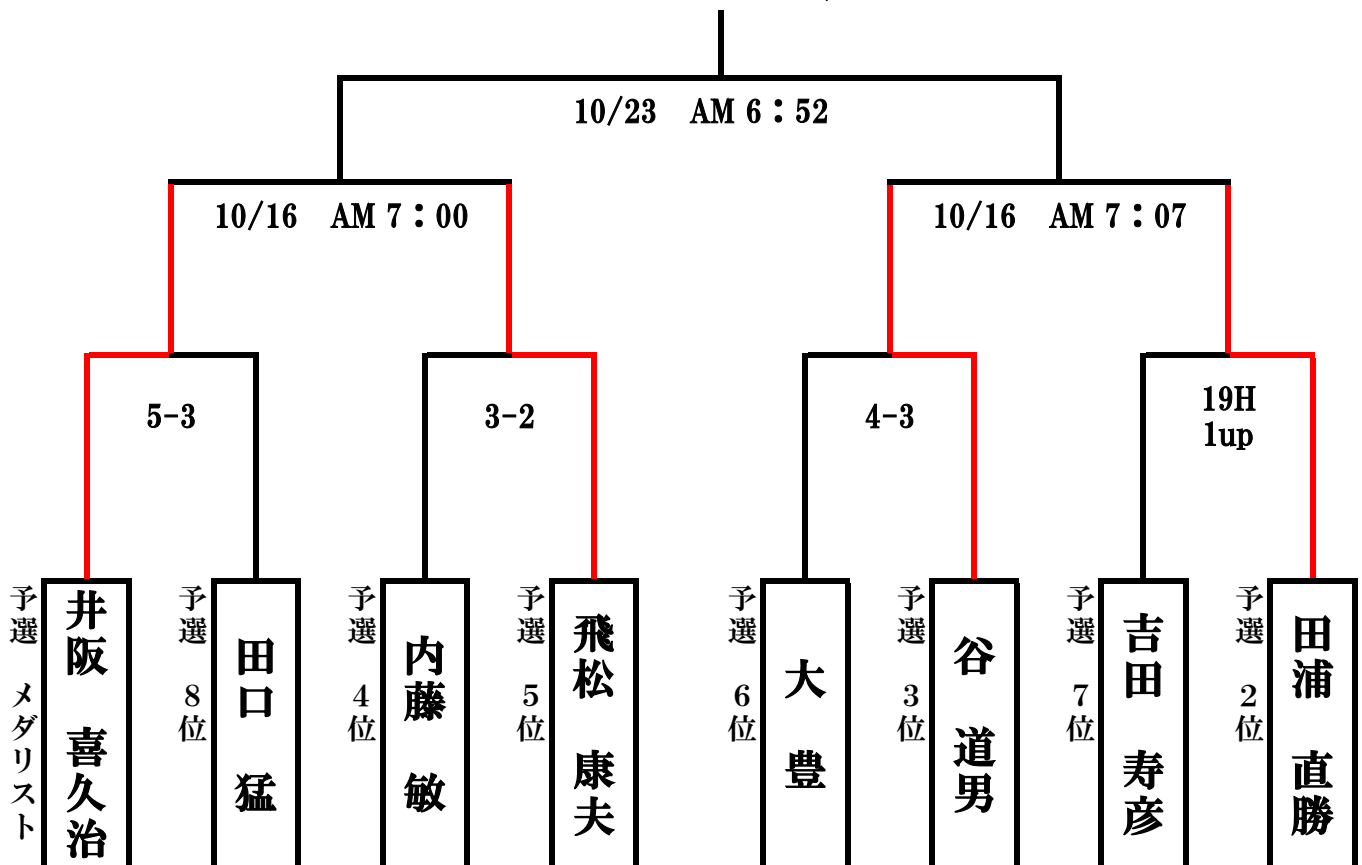 10/23 AM 6：52
10/16 AM 7：00
10/16 AM 7：07
5-3
3-2
4-3
19H
1up
予選 メダリスト
井阪 喜久治
予選 8位
田口 猛
予選 4位
内藤 敏
予選 5位
飛松 康夫
予選 6位
大 豊
予選 3位
谷 道男
予選 7位
吉田 寿彦
予選 2位
田浦 直勝